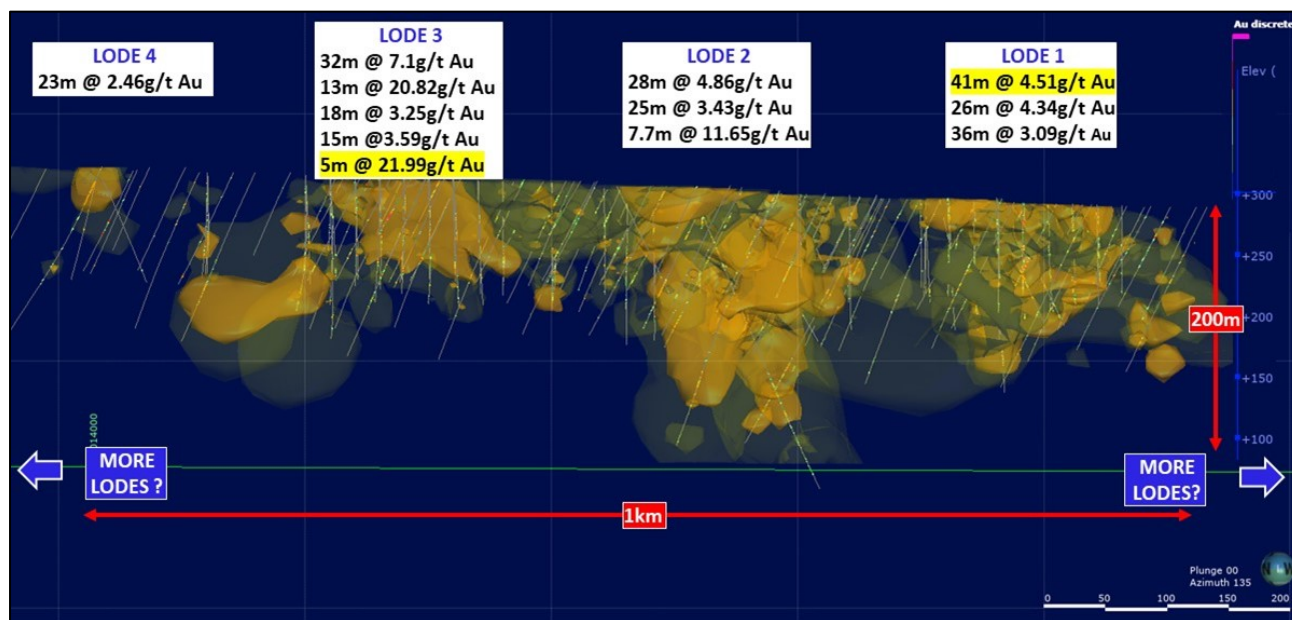 Au discrete
LODE 4
23m @ 2.46g/t Au
LODE 3
32m @ 7.1g/t Au
13m @ 20.82g/t Au
18m @ 3.25g/t Au
15m @3.59g/t Au
5m @ 21.99g/t Au
LODE 2
28m @ 4.86g/t Au
25m @ 3.43g/t Au
7.7m @ 11.65g/t Au
LODE 1
41m @ 4.51g/t Au
26m @ 4.34g/t Au
36m @ 3.09g/t Au
Elev (
+300
+250
+200
+150
+100
200m
MORE
LODES ?
MORE
LODES?
1km
Plunge 00
Azimuth 135
0 50 100 150 200